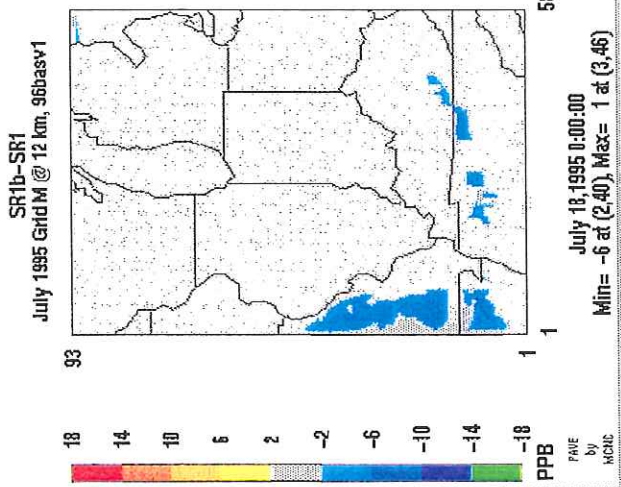 SR1b-SR1
July 1995 Grid M @ 12 km, 96basv1
18
14
10
6
2
-2
-6
-10
-14
-18
PPB
PAVE
by
MCNC
93
1
1
July 18,1995 0:00:00
Min= -6 at (2,40), Max= 1 at (3,46)